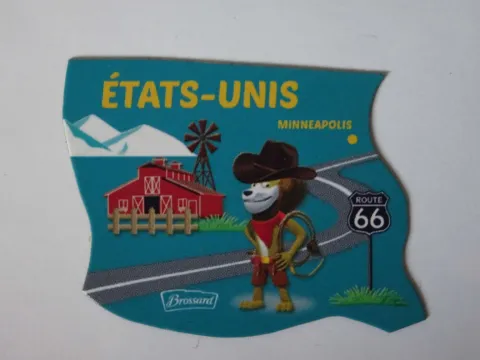 ÉTATS-UNIS
MINNEAPOLIS
ROUTE
66
Brossard